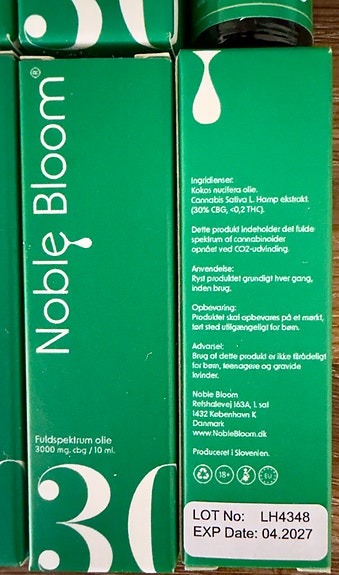 30
Noble Bloom®
Fuldspektrum olie
3000 mg. cbg / 10 ml.
30
Ingridienser:
Kokos nucifera olie.
Cannabis Sativa L. Hamp ekstrakt.
(30% CBG, <0,2 THC).
Dette produkt indeholder det fulde
spektrum af cannabinoider
opnået ved CO2-udvinding.
Anvendelse:
Ryst produktet grundigt hver gang,
inden brug.
Opbevaring:
Produktet skal opbevares på et mørkt,
tørt sted utilgængeligt for børn.
Advarsel:
Brug af dette produkt er ikke tilrådeligt
for børn, teenagere og gravide
kvinder.
Noble Bloom
Refshalevej 163A, 1. sal
1432 København K
Danmark
www.NobleBloom.dk
Produceret i Slovenien.
18+
EU
LOT No: LH4348
EXP Date: 04.2027